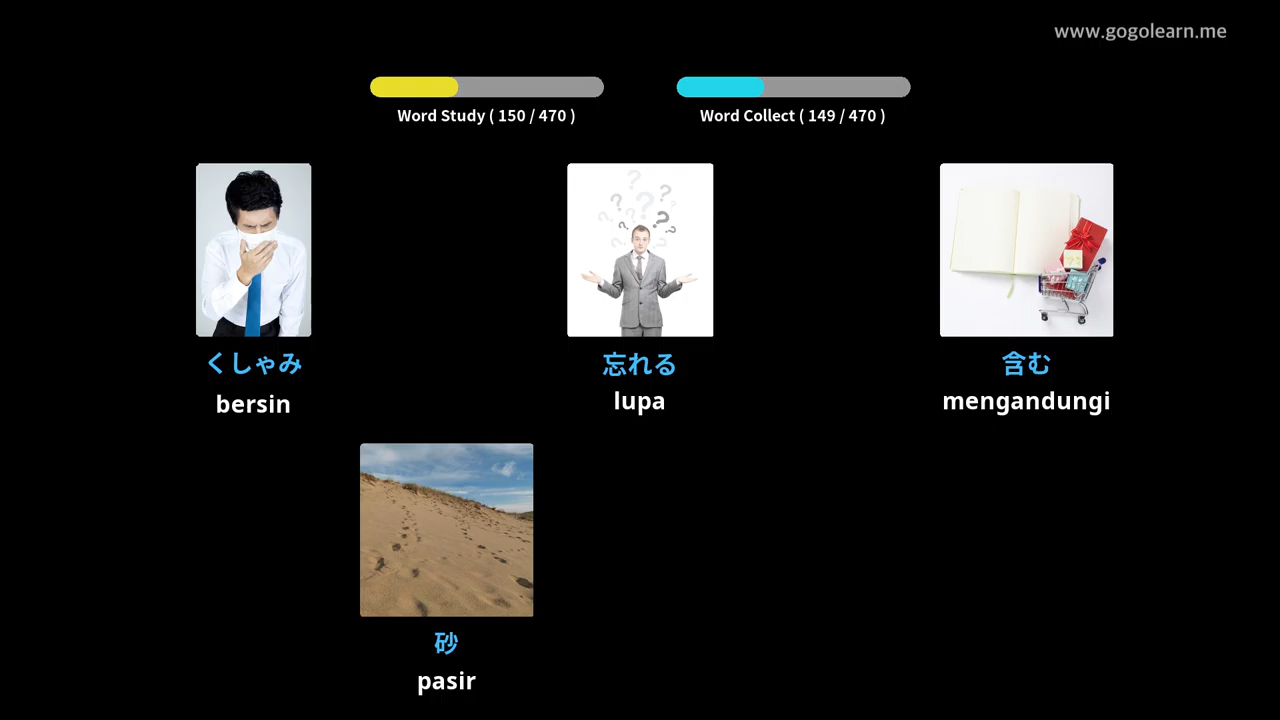 www.gogolearn.me
Word Study ( 150 / 470 )
Word Collect ( 149 / 470 )
くしゃみ
bersin
忘れる
lupa
含む
mengandungi
砂
pasir